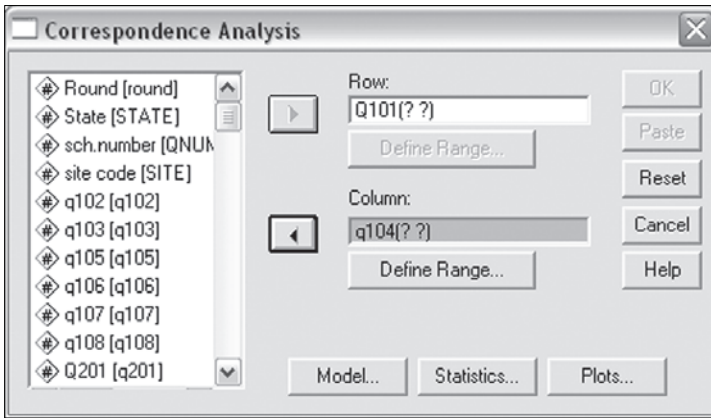 Correspondence Analysis
Round [round]
State [STATE]
sch.number [QNUM
site code [SITE]
q102 [q102]
q103 [q103]
q105 [q105]
q106 [q106]
q107 [q107]
q108 [q108]
Q201 [q201]
Row:
Q101(? ?)
Define Range...
Column:
q104(? ?)
Define Range...
OK
Paste
Reset
Cancel
Help
Model...
Statistics...
Plots...